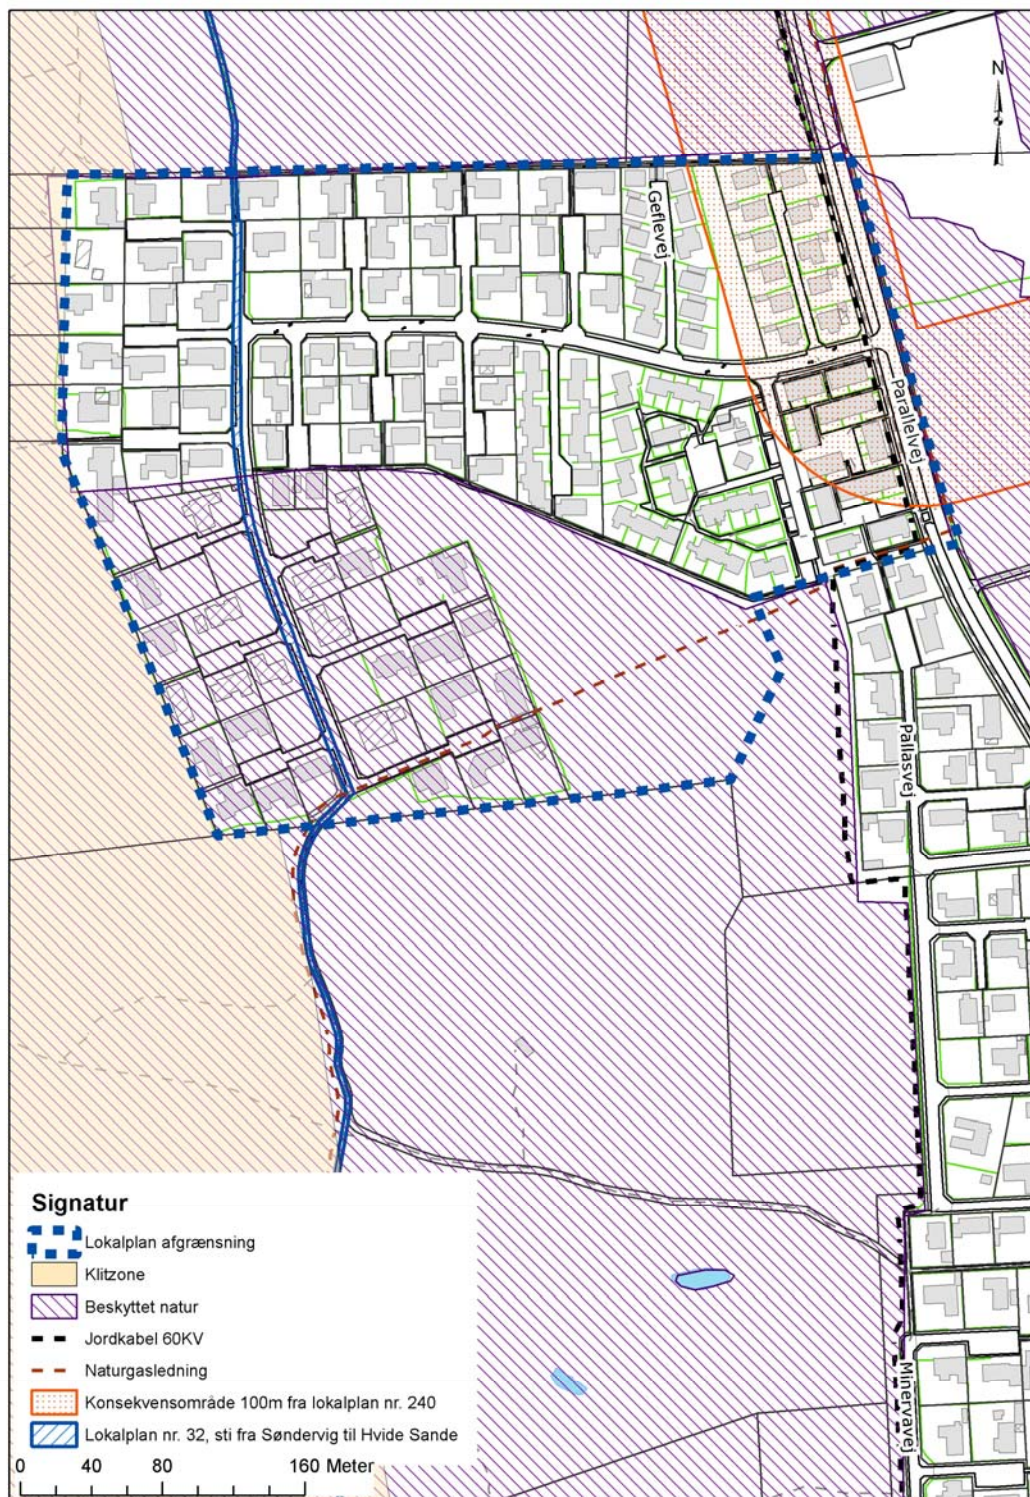 N
Geflevej
Parallelvej
Pallasvej
Minervavej
Signatur
Lokalplan afgrænsning
Klitzone
Beskyttet natur
Jordkabel 60KV
Naturgasledning
Konsekvensområde 100m fra lokalplan nr. 240
Lokalplan nr. 32, sti fra Søndervig til Hvide Sande
0 40 80 160 Meter